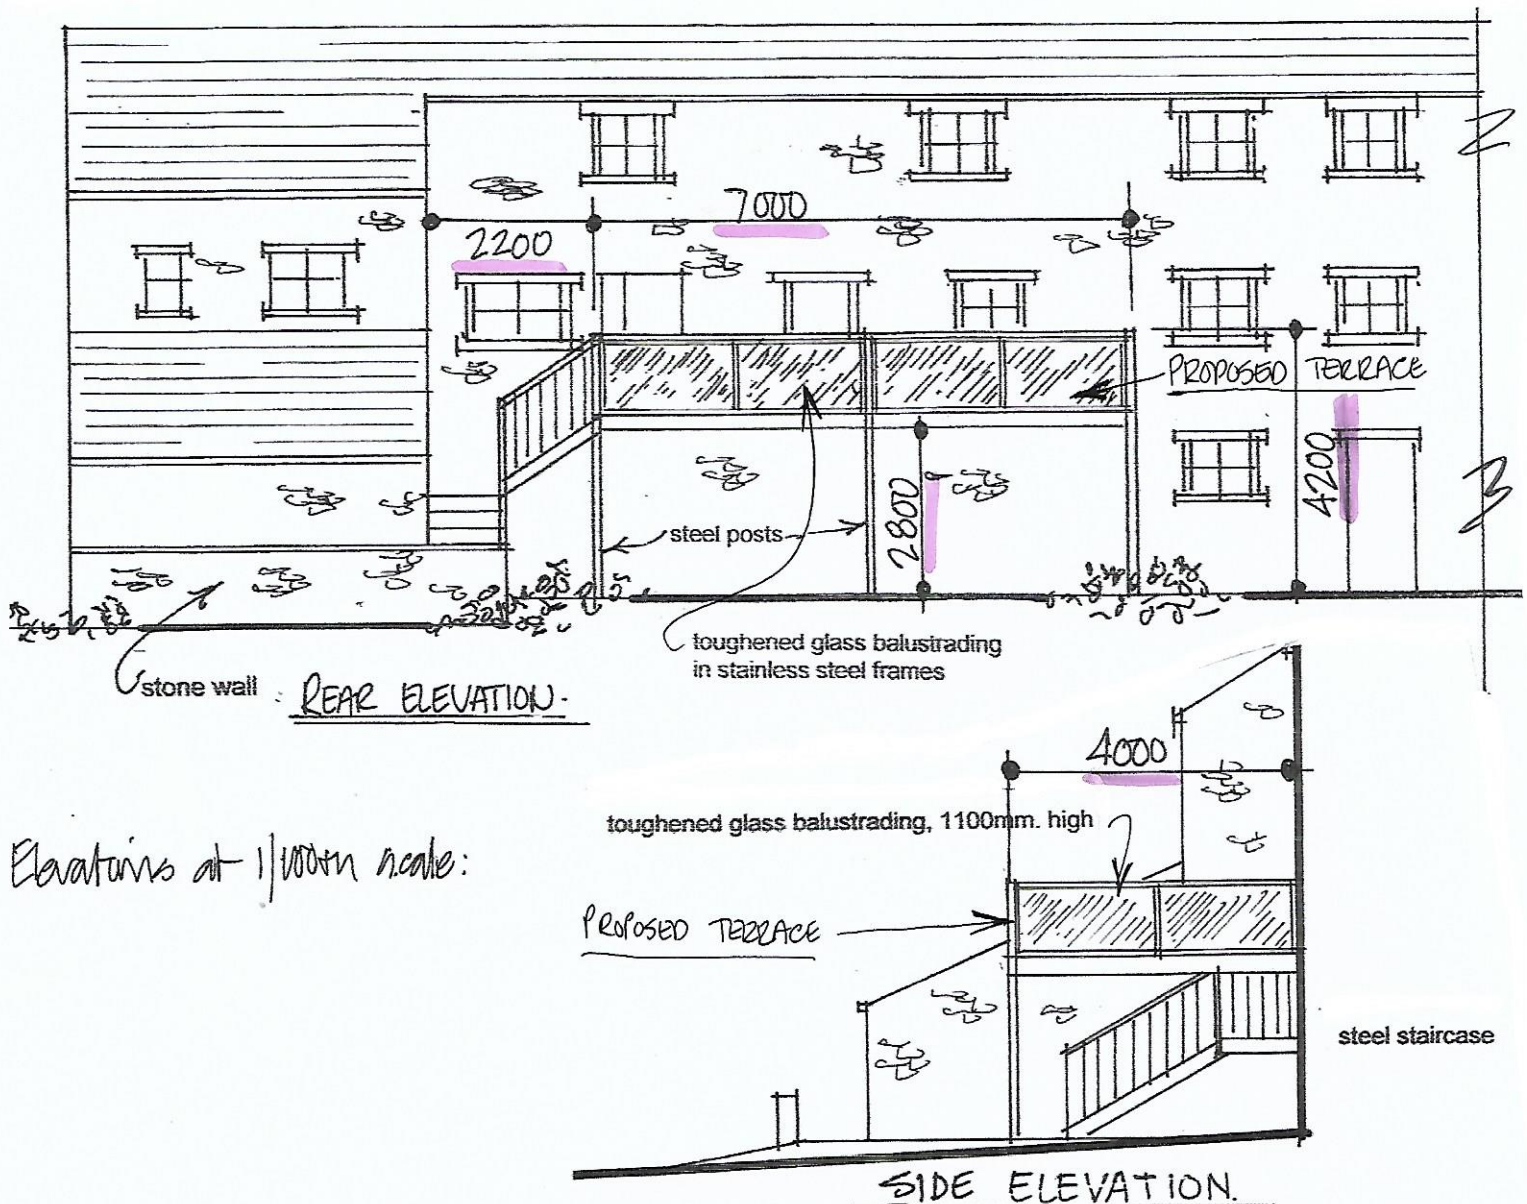 7000
2200
PROPOSED TERRACE
2800
4200
steel posts
toughened glass balustrading
in stainless steel frames
stone wall
REAR ELEVATION.
4000
toughened glass balustrading, 1100mm. high
Elevations at 1/100th scale:
PROPOSED TERRACE
steel staircase
SIDE ELEVATION.